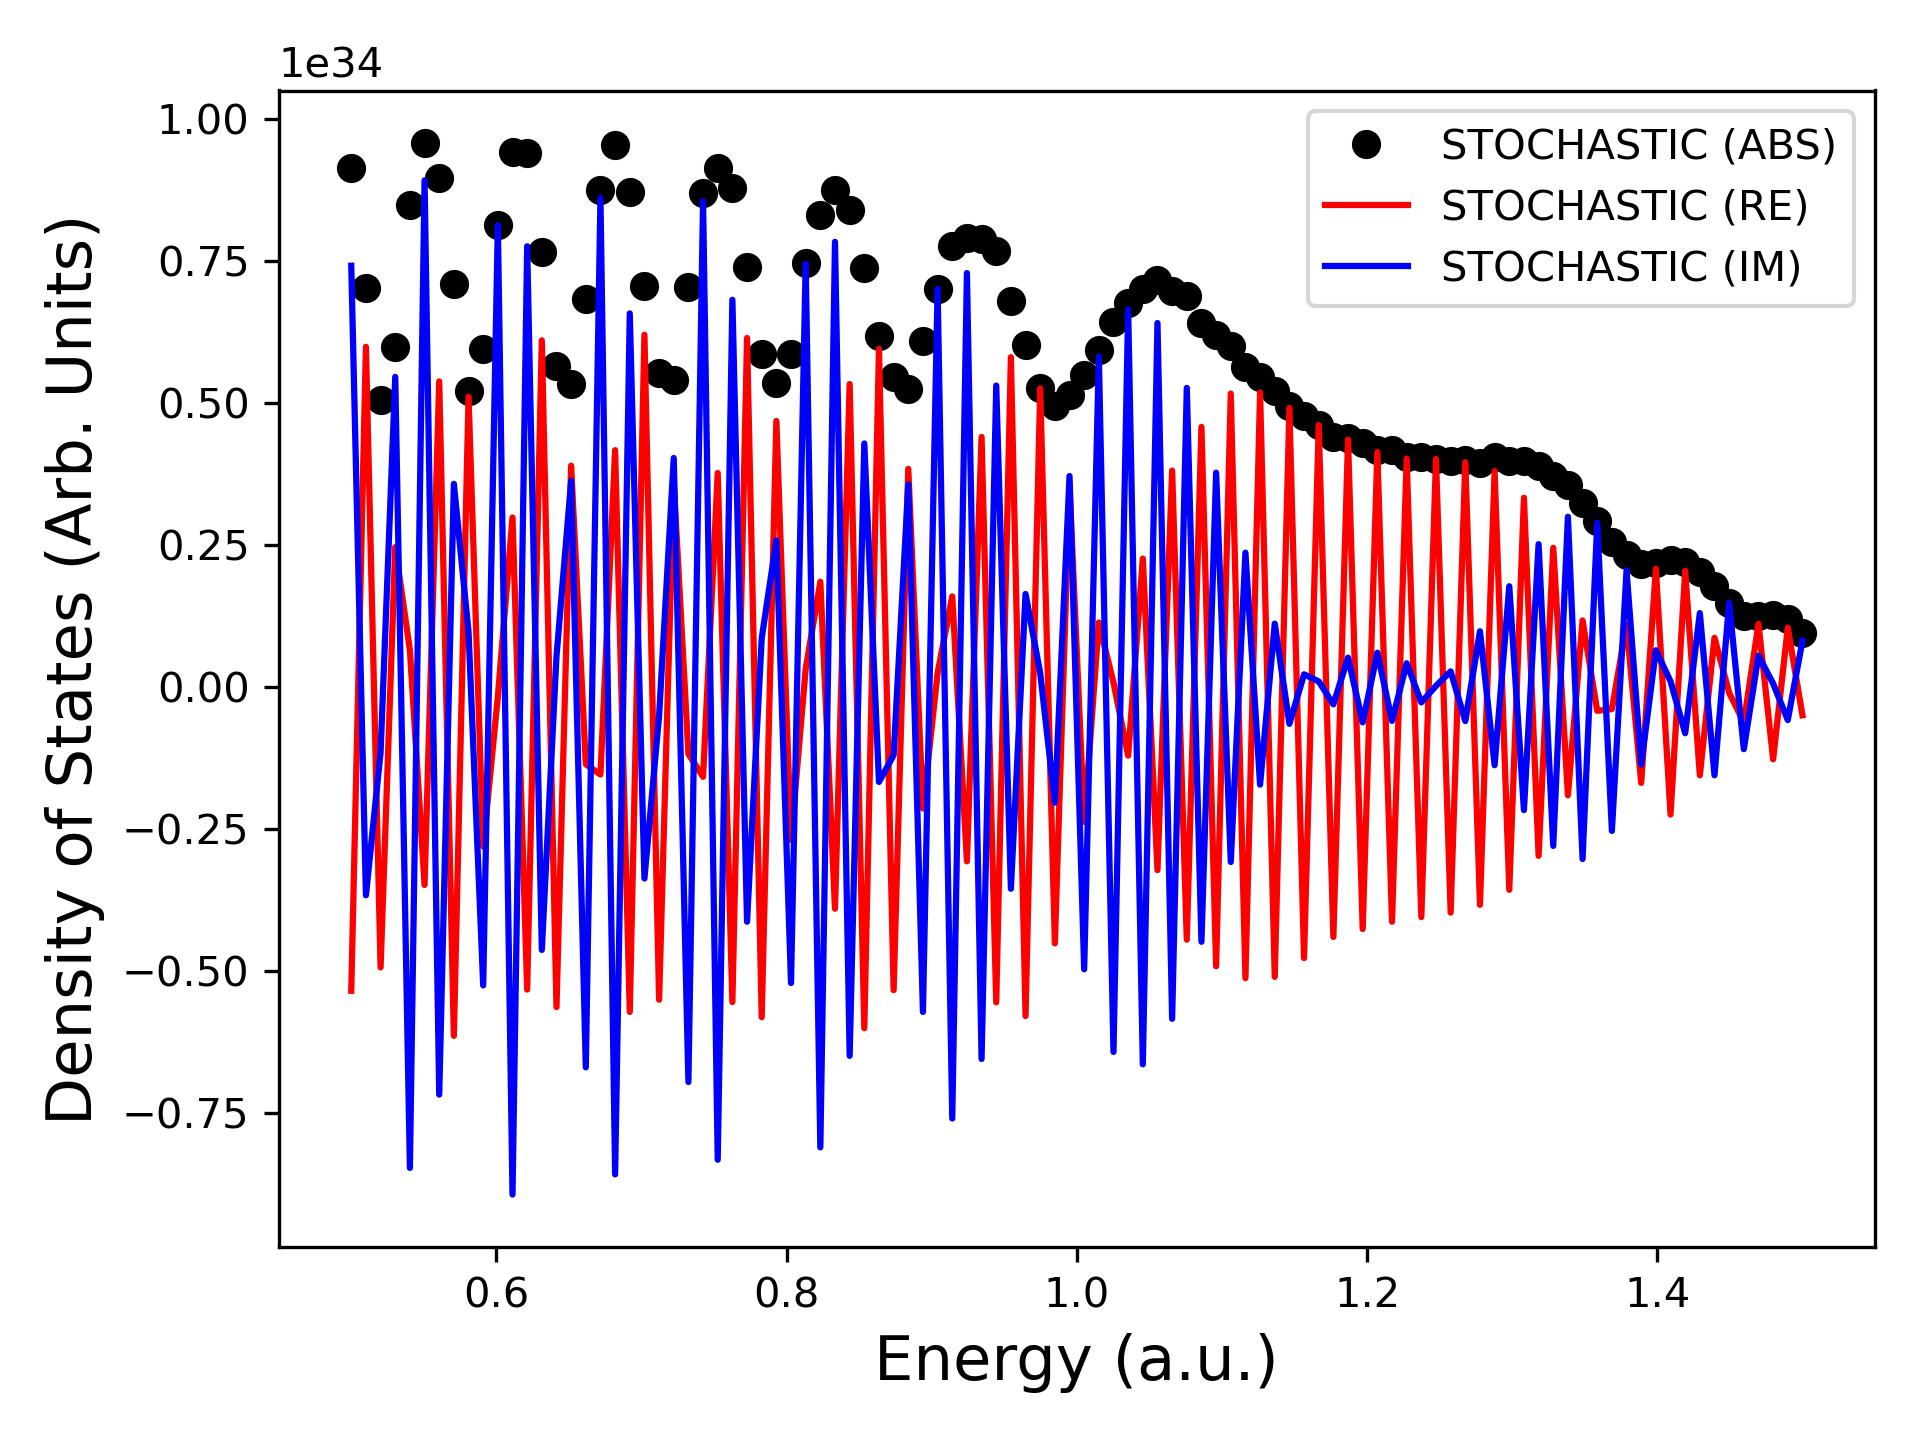 1e34
1.00
0.75
0.50
0.25
0.00
−0.25
−0.50
−0.75
Density of States (Arb. Units)
STOCHASTIC (ABS)
STOCHASTIC (RE)
STOCHASTIC (IM)
0.6 0.8 1.0 1.2 1.4
Energy (a.u.)